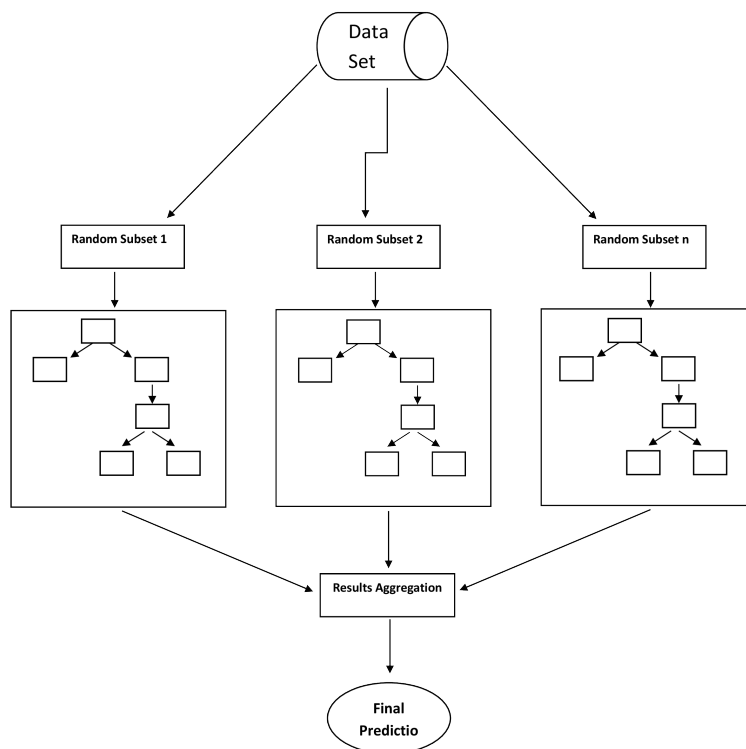 Data
Set
Random Subset 1
Random Subset 2
Random Subset n
Results Aggregation
Final
Predictio